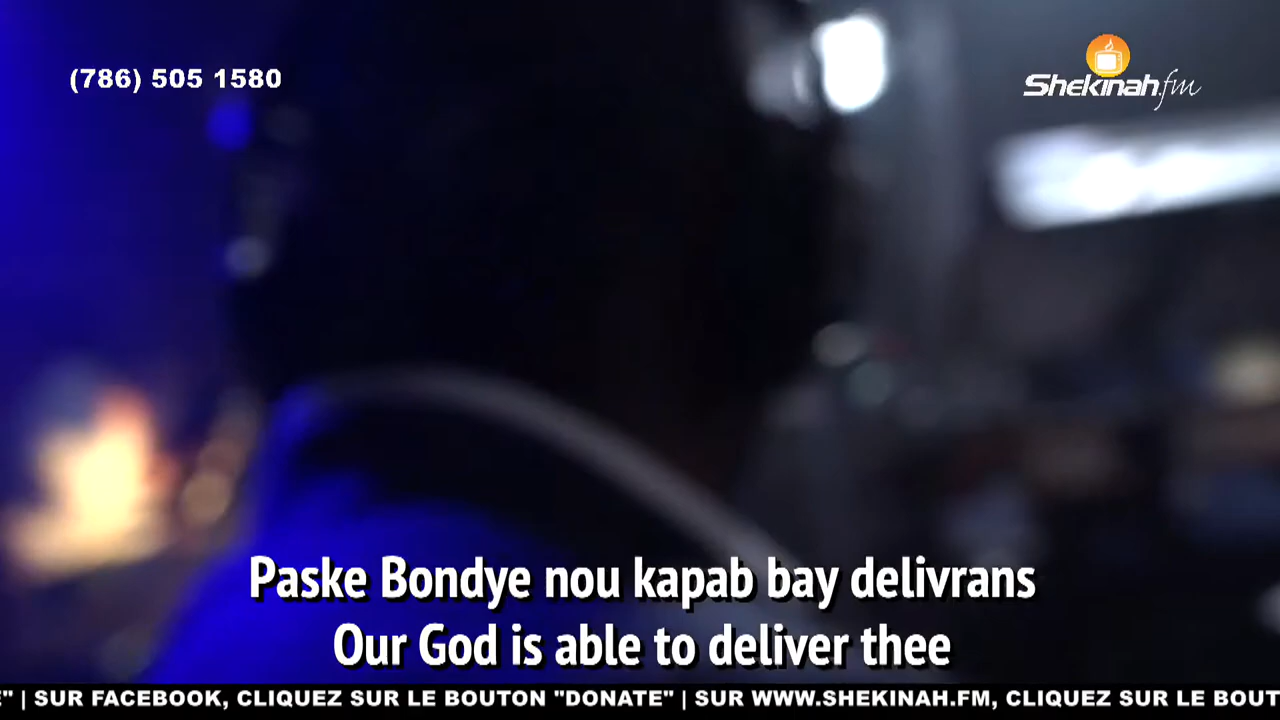 (786) 505 1580
Shekinah.fm
Paske Bondye nou kapab bay delivrans
Our God is able to deliver thee
" | SUR FACEBOOK, CLIQUEZ SUR LE BOUTON "DONATE" | SUR WWW.SHEKINAH.FM, CLIQUEZ SUR LE